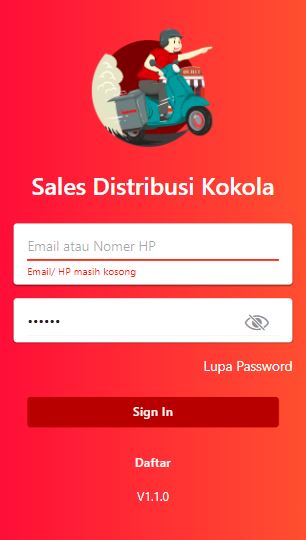 Sales Distribusi Kokola
Email atau Nomer HP
Email/ HP masih kosong
••••••
Lupa Password
Sign In
Daftar
V1.1.0